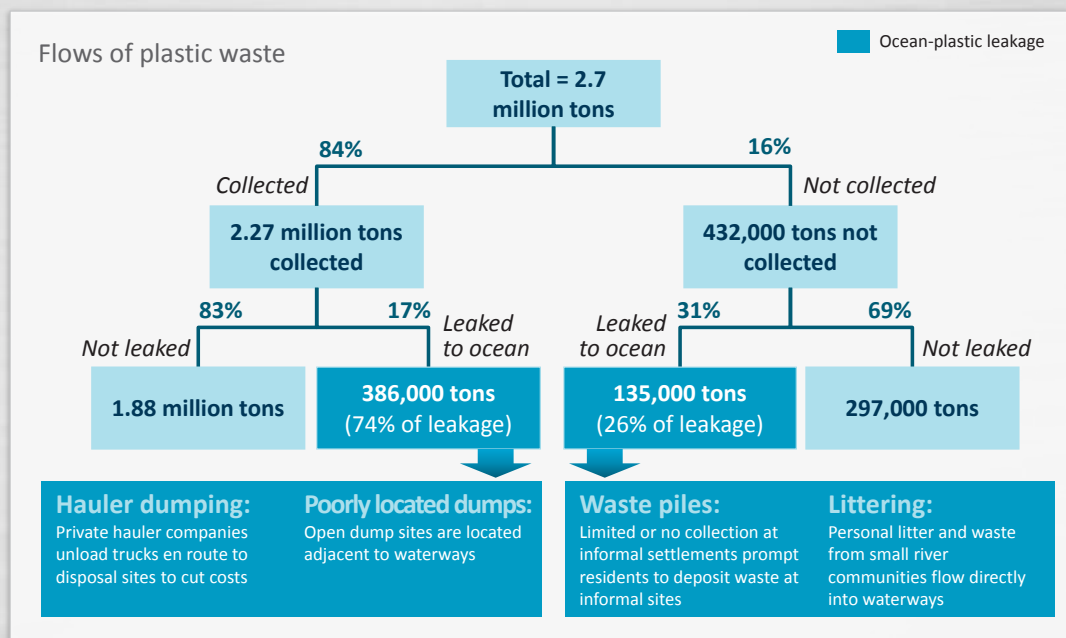 Flows of plastic waste
Ocean-plastic leakage
Total = 2.7
million tons
84%
16%
Collected
Not collected
2.27 million tons
collected
432,000 tons not
collected
83%
17%
31%
69%
Not leaked
Leaked
to ocean
Leaked
to ocean
Not leaked
1.88 million tons
386,000 tons
(74% of leakage)
135,000 tons
(26% of leakage)
297,000 tons
Hauler dumping:
Private hauler companies
unload trucks en route to
disposal sites to cut costs
Poorly located dumps:
Open dump sites are located
adjacent to waterways
Waste piles:
Limited or no collection at
informal settlements prompt
residents to deposit waste at
informal sites
Littering:
Personal litter and waste
from small river
communities flow directly
into waterways